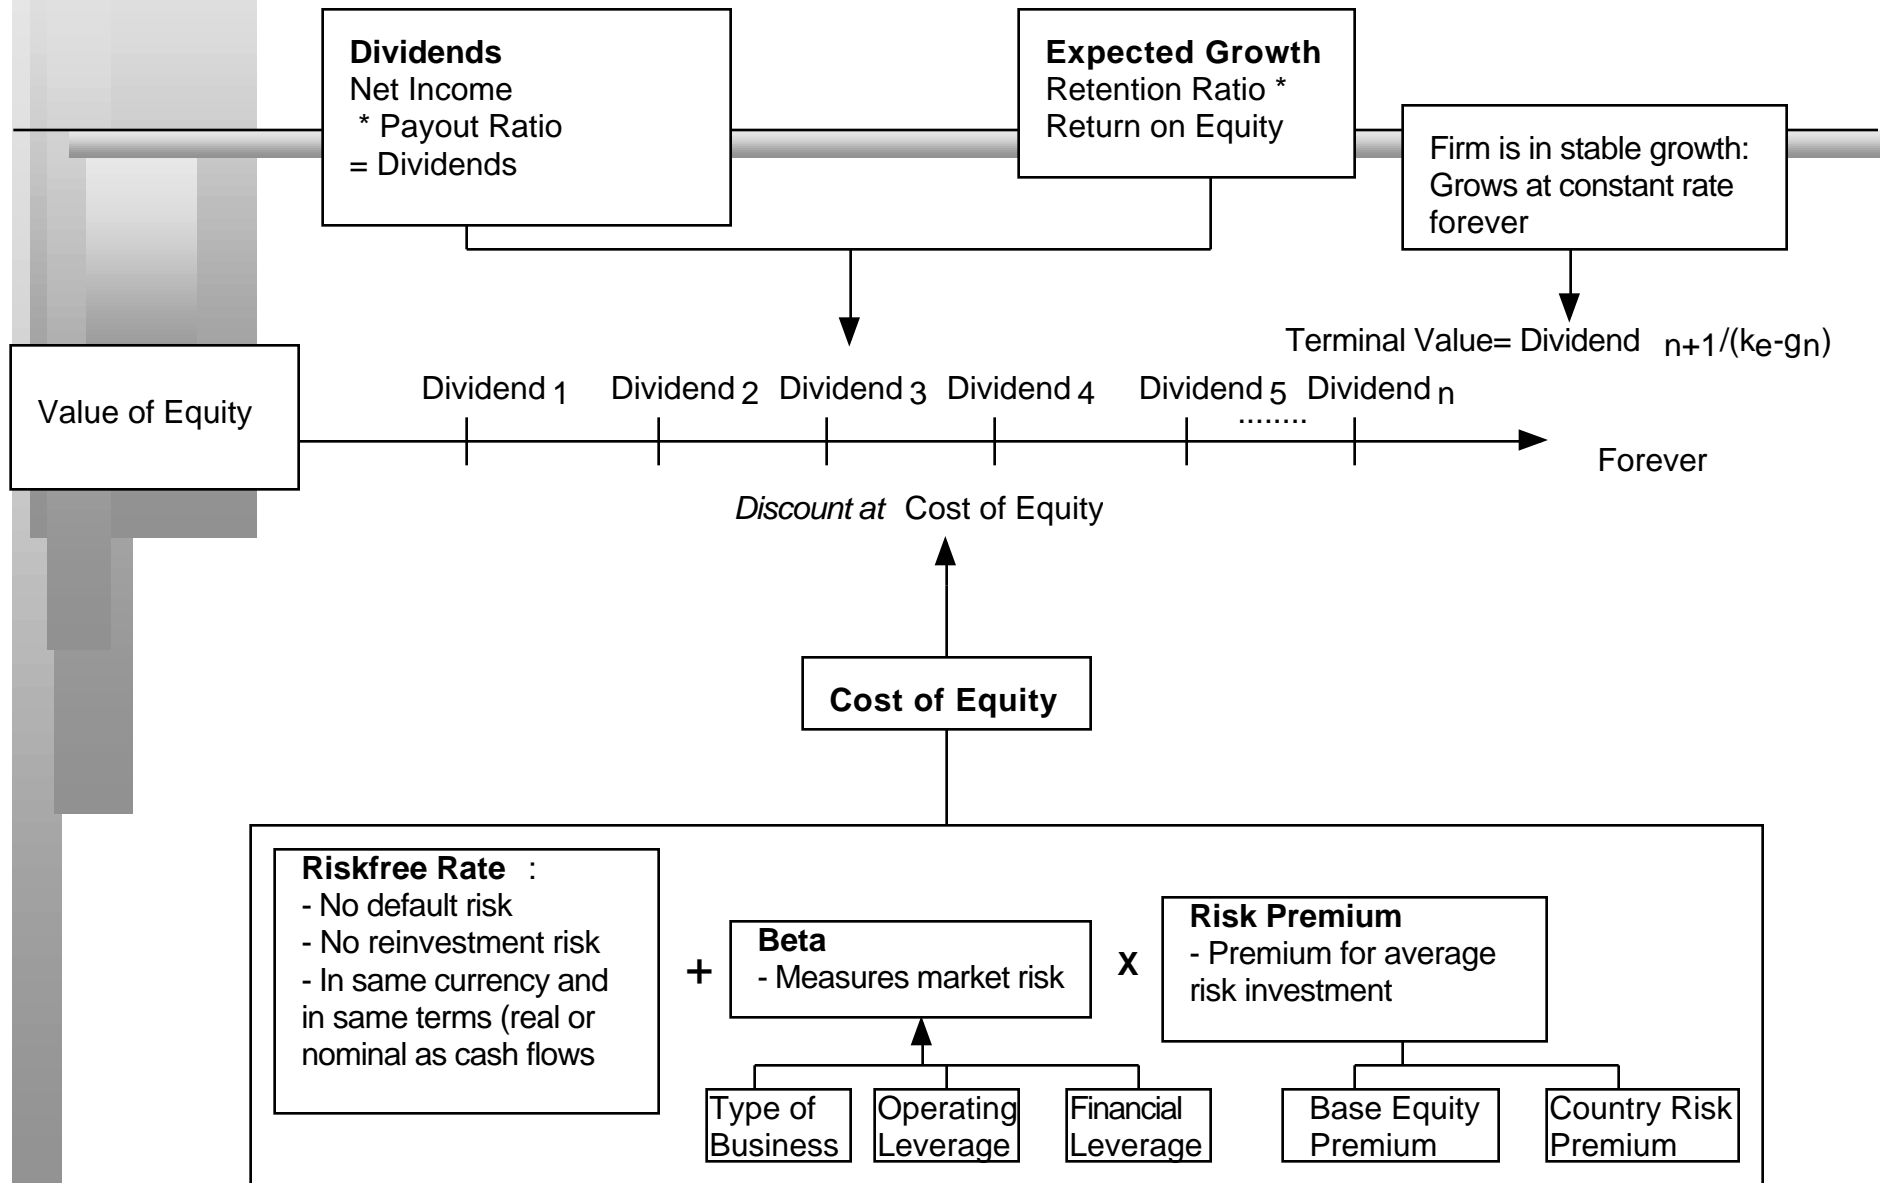 Dividends
Net Income
* Payout Ratio
= Dividends
Expected Growth
Retention Ratio *
Return on Equity
Firm is in stable growth:
Grows at constant rate
forever
Terminal Value= Dividend n+1/(ke-gn)
Dividend 1 Dividend 2 Dividend 3 Dividend 4 Dividend 5 Dividend n
........
Value of Equity
Forever
Discount at Cost of Equity
Cost of Equity
Riskfree Rate :
- No default risk
- No reinvestment risk
- In same currency and
in same terms (real or
nominal as cash flows
+
Beta
- Measures market risk
X
Risk Premium
- Premium for average
risk investment
Type of
Business
Operating
Leverage
Financial
Leverage
Base Equity
Premium
Country Risk
Premium